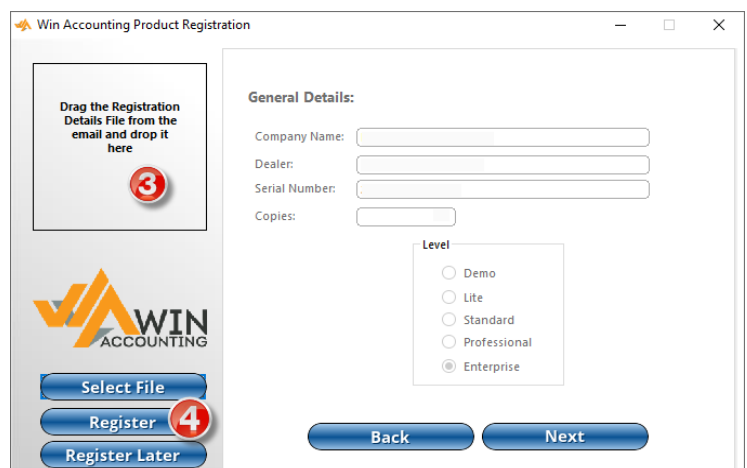 Win Accounting Product Registration
Drag the Registration
Details File from the
email and drop it
here
3
WIN
ACCOUNTING
Select File
Register
4
Register Later
General Details:
Company Name:
Dealer:
Serial Number:
Copies:
Level
Demo
Lite
Standard
Professional
Enterprise
Back
Next